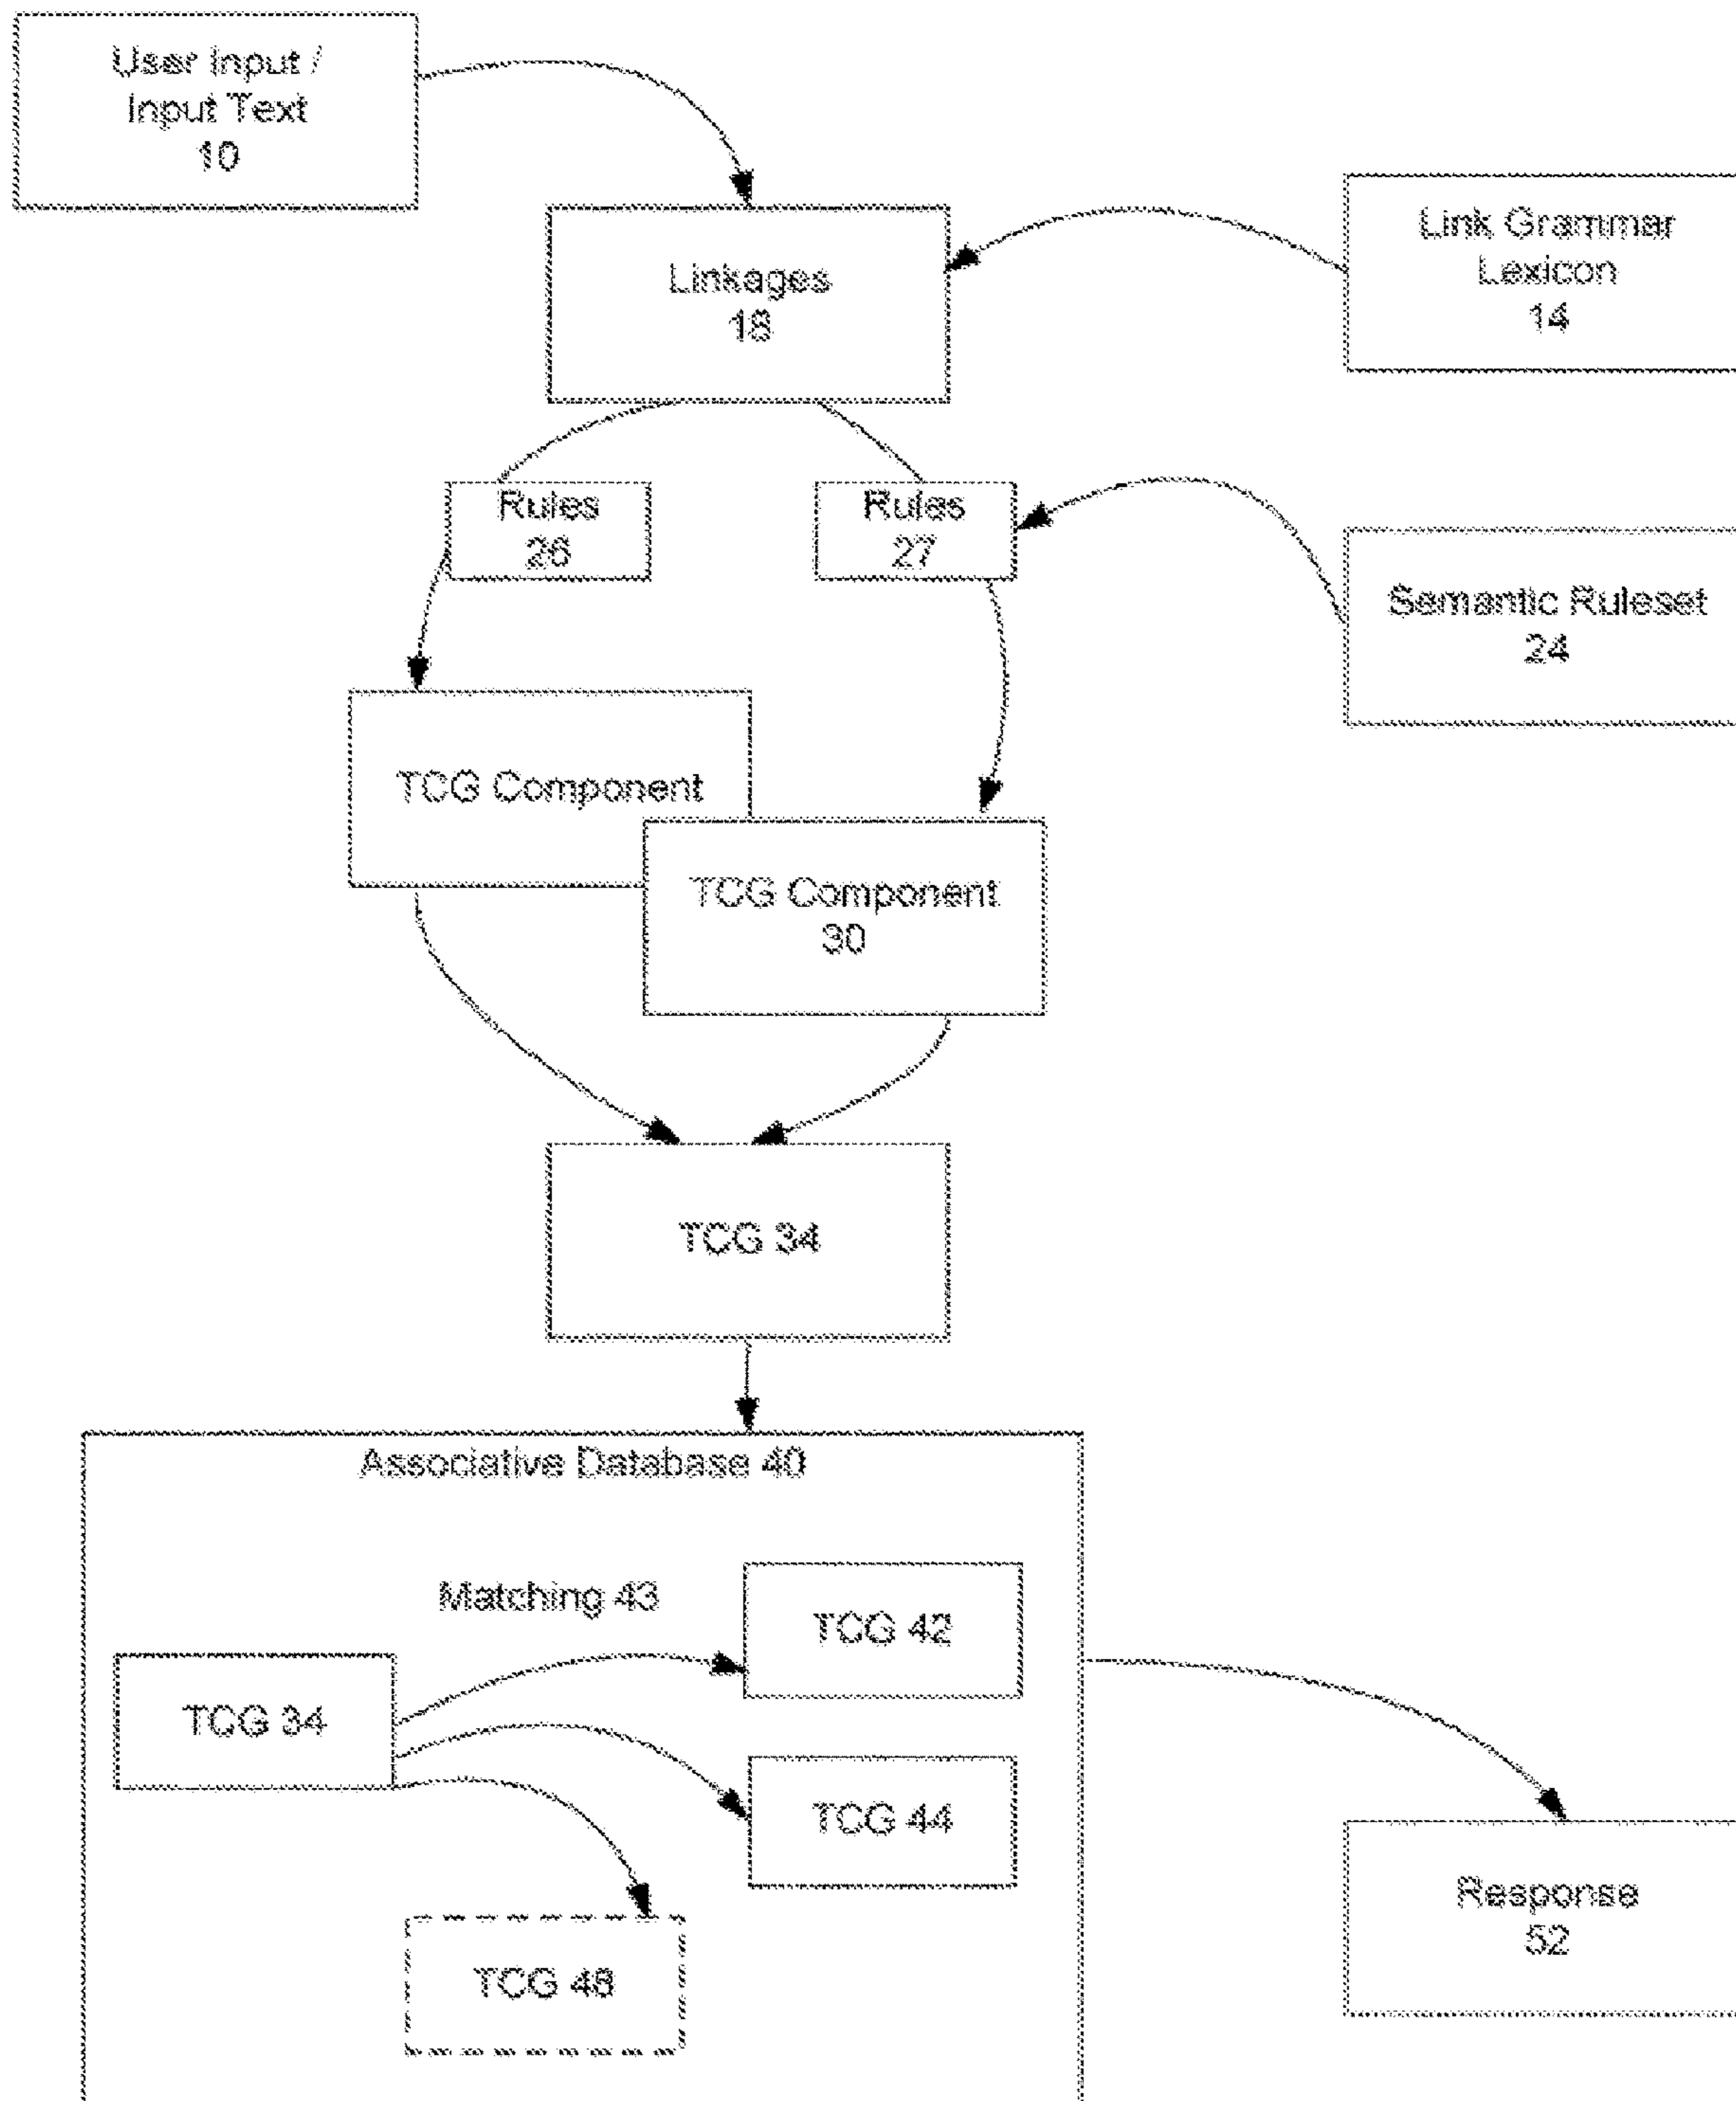 User Input /
Input Text
10
Link Grammar
Lexicon
14
Linkages
18
Rules
26
Rules
27
Semantic Ruleset
24
TCG Component
TCG Component
30
TCG 34
Associative Database 40
Matching 43
TCG 42
TCG 34
TCG 44
TCG 48
Response
52